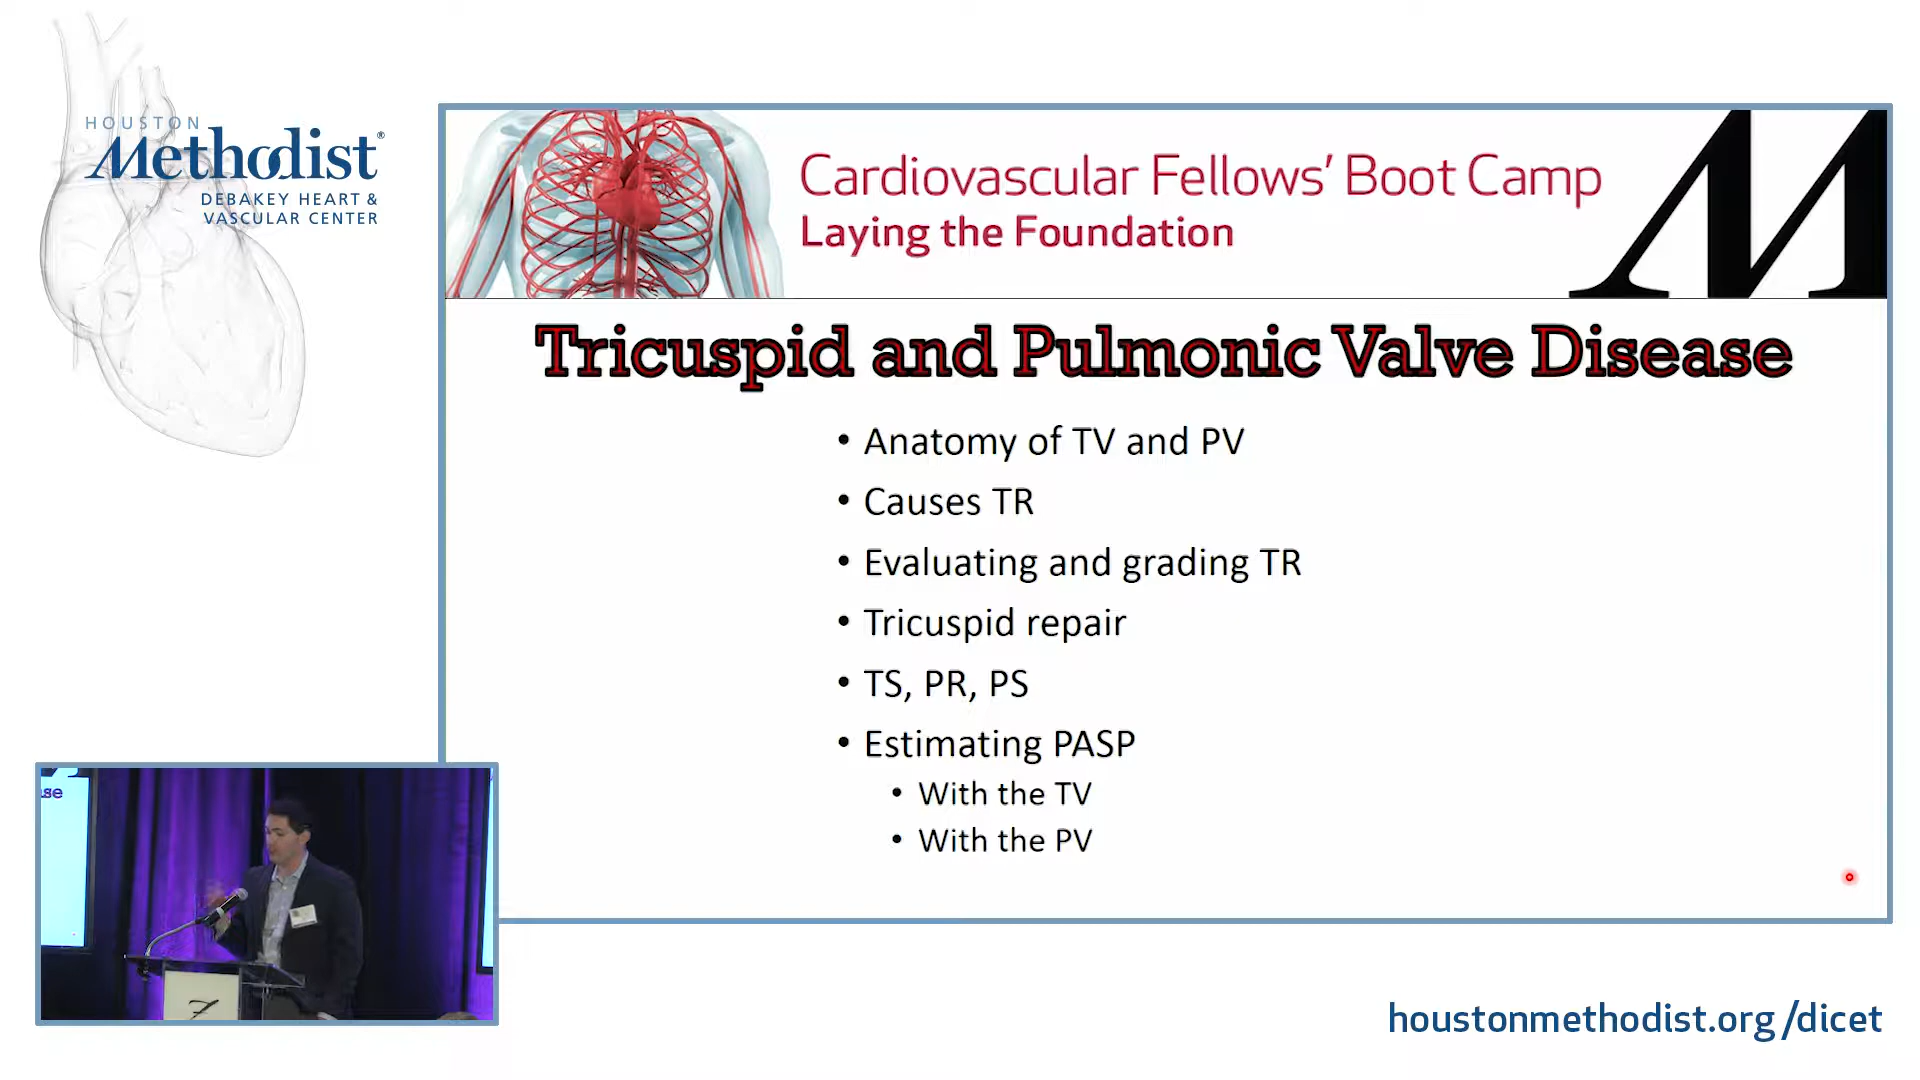 HOUSTON
Methodist®
DEBAKEY HEART &
VASCULAR CENTER
Cardiovascular Fellows' Boot Camp
Laying the Foundation
M
Tricuspid and Pulmonic Valve Disease
• Anatomy of TV and PV
• Causes TR
• Evaluating and grading TR
• Tricuspid repair
• TS, PR, PS
• Estimating PASP
• With the TV
• With the PV
se
houstonmethodist.org/dicet